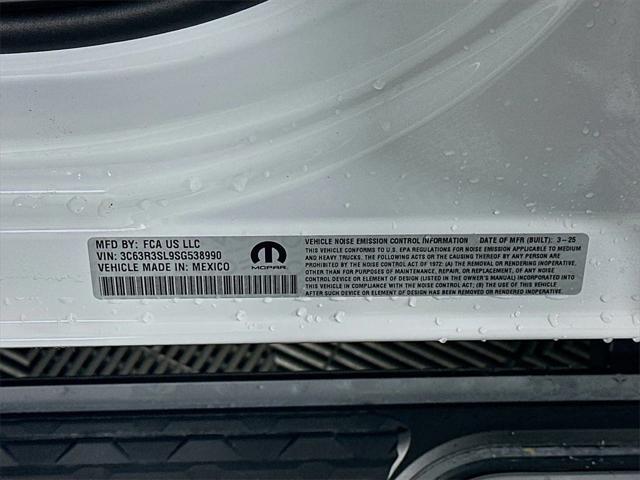 MFD BY: FCA US LLC
VIN: 3C63R3SL9SG538990
VEHICLE MADE IN: MEXICO
MOPAR
VEHICLE NOISE EMISSION CONTROL INFORMATION DATE OF MFR (BUILT): 3-25
THIS VEHICLE CONFORMS TO U.S. EPA REGULATIONS FOR NOISE EMISSION APPLICABLE TO MEDIUM
AND HEAVY TRUCKS. THE FOLLOWING ACTS OR THE CAUSING THEREOF BY ANY PERSON ARE
PROHIBITED BY THE NOISE CONTROL ACT OF 1972: (A) THE REMOVAL OR RENDERING INOPERATIVE,
OTHER THAN FOR PURPOSES OF MAINTENANCE, REPAIR, OR REPLACEMENT, OF ANY NOISE
CONTROL DEVICE OR ELEMENT OF DESIGN (LISTED IN THE OWNER'S MANUAL) INCORPORATED INTO
THIS VEHICLE IN COMPLIANCE WITH NOISE CONTROL ACT; (B) THE USE OF THIS VEHICLE AFTER
SUCH DEVICE OR ELEMENT OF DESIGN HAS BEEN REMOVED OR RENDERED INOPERATIVE.